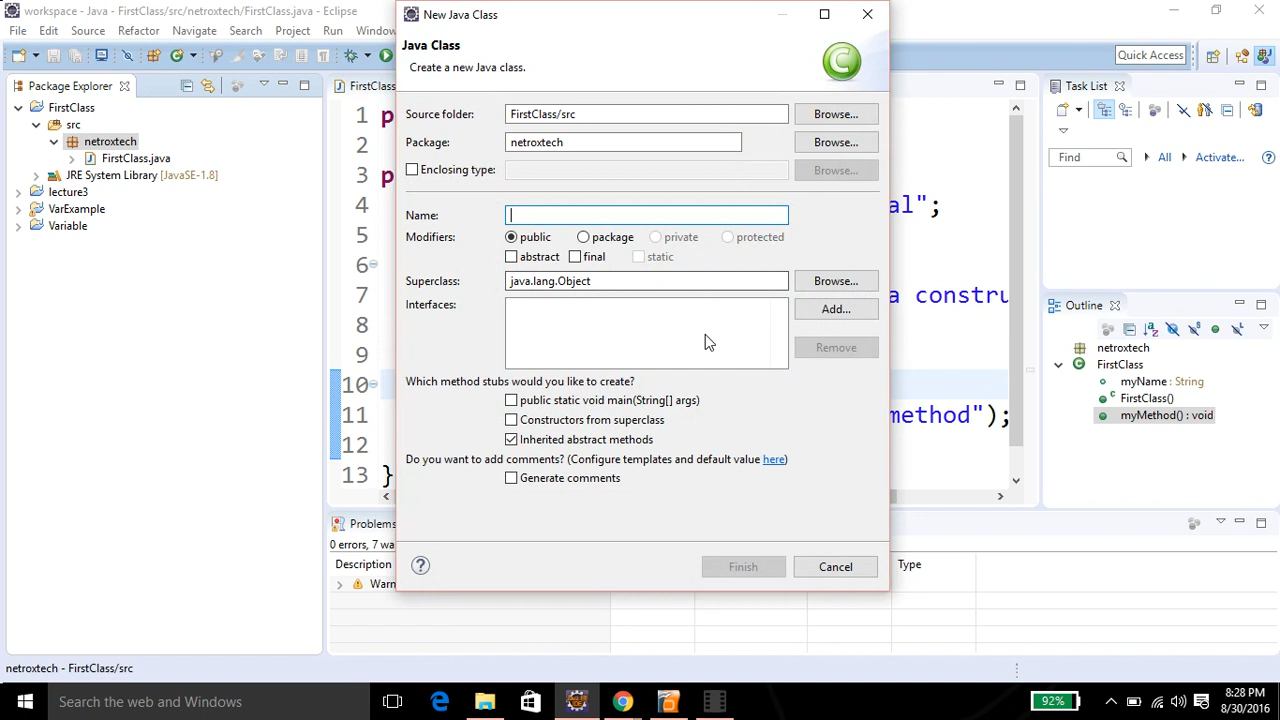 workspace - Java - FirstClass/src/netroxtech/FirstClass.java - Eclipse
File Edit Source Refactor Navigate Search Project Run Window
Quick Access
Package Explorer
FirstClass
src
netroxtech
FirstClass.java
JRE System Library [JavaSE-1.8]
lecture3
VarExample
Variable
FirstClass
1
2
3
4
5
6
7
8
9
10
11
12
13 }
al";
a constru
method");
New Java Class
Java Class
Create a new Java class.
Source folder: FirstClass/src Browse...
Package: netroxtech Browse...
Enclosing type: Browse...
Name:
Modifiers: public package private protected
abstract final static
Superclass: java.lang.Object Browse...
Interfaces: Add...
Remove
Which method stubs would you like to create?
public static void main(String[] args)
Constructors from superclass
Inherited abstract methods
Do you want to add comments? (Configure templates and default value here)
Generate comments
Finish Cancel
Task List
Find All Activate...
Outline
netroxtech
FirstClass
myName : String
FirstClass()
myMethod() : void
Problems
0 errors, 7 wa
Description Type
Warn
netroxtech - FirstClass/src
Search the web and Windows
92%
8:28 PM
8/30/2016